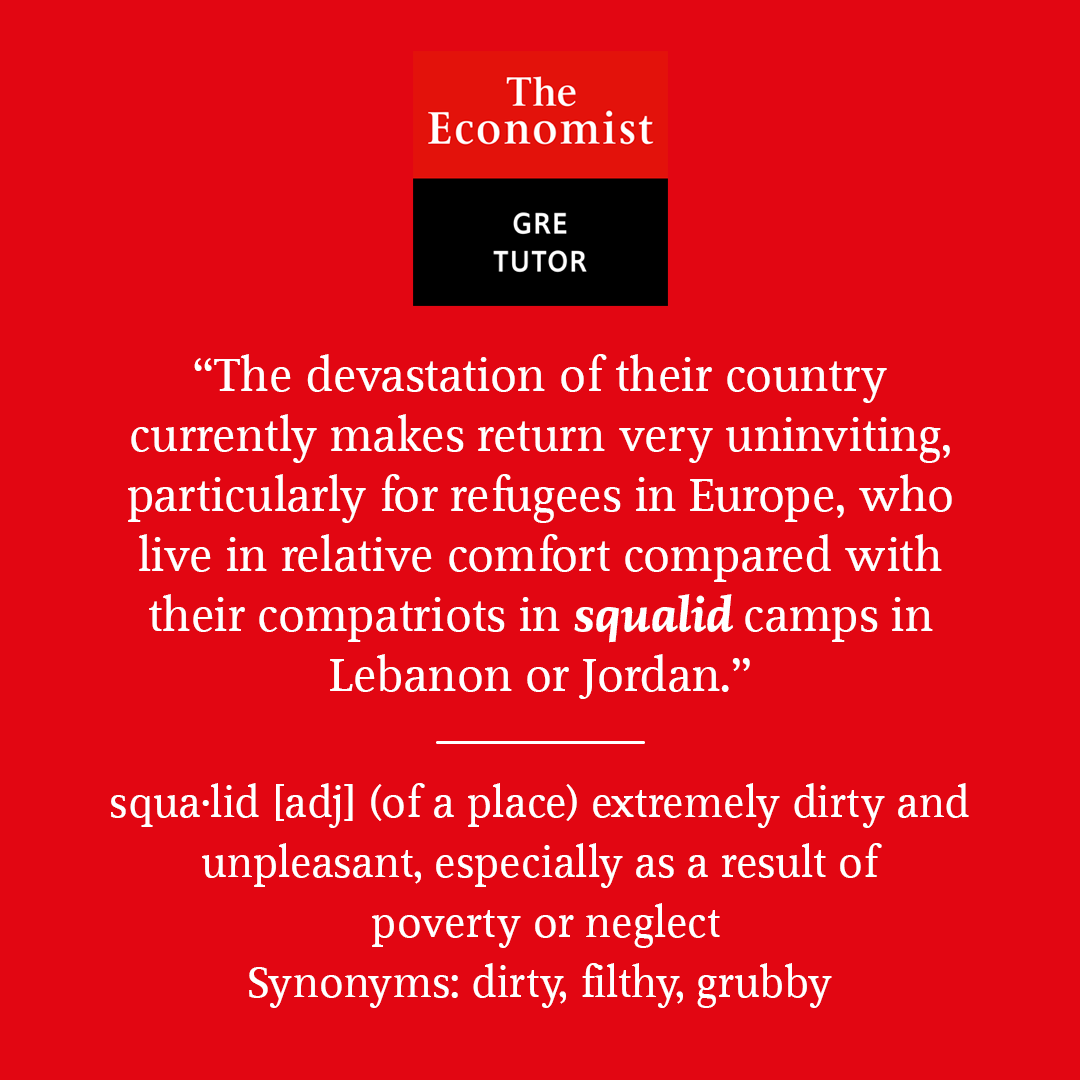 The
Economist
GRE
TUTOR
“The devastation of their country
currently makes return very uninviting,
particularly for refugees in Europe, who
live in relative comfort compared with
their compatriots in squalid camps in
Lebanon or Jordan.”
squa·lid [adj] (of a place) extremely dirty and
unpleasant, especially as a result of
poverty or neglect
Synonyms: dirty, filthy, grubby